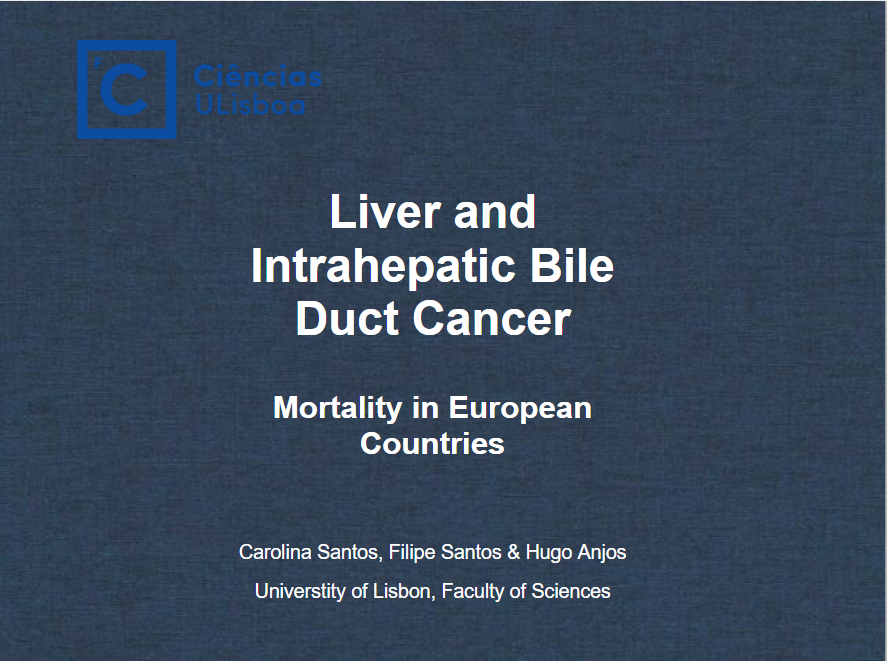 C
Ciências
ULisboa
Liver and
Intrahepatic Bile
Duct Cancer
Mortality in European
Countries
Carolina Santos, Filipe Santos & Hugo Anjos
Universtity of Lisbon, Faculty of Sciences